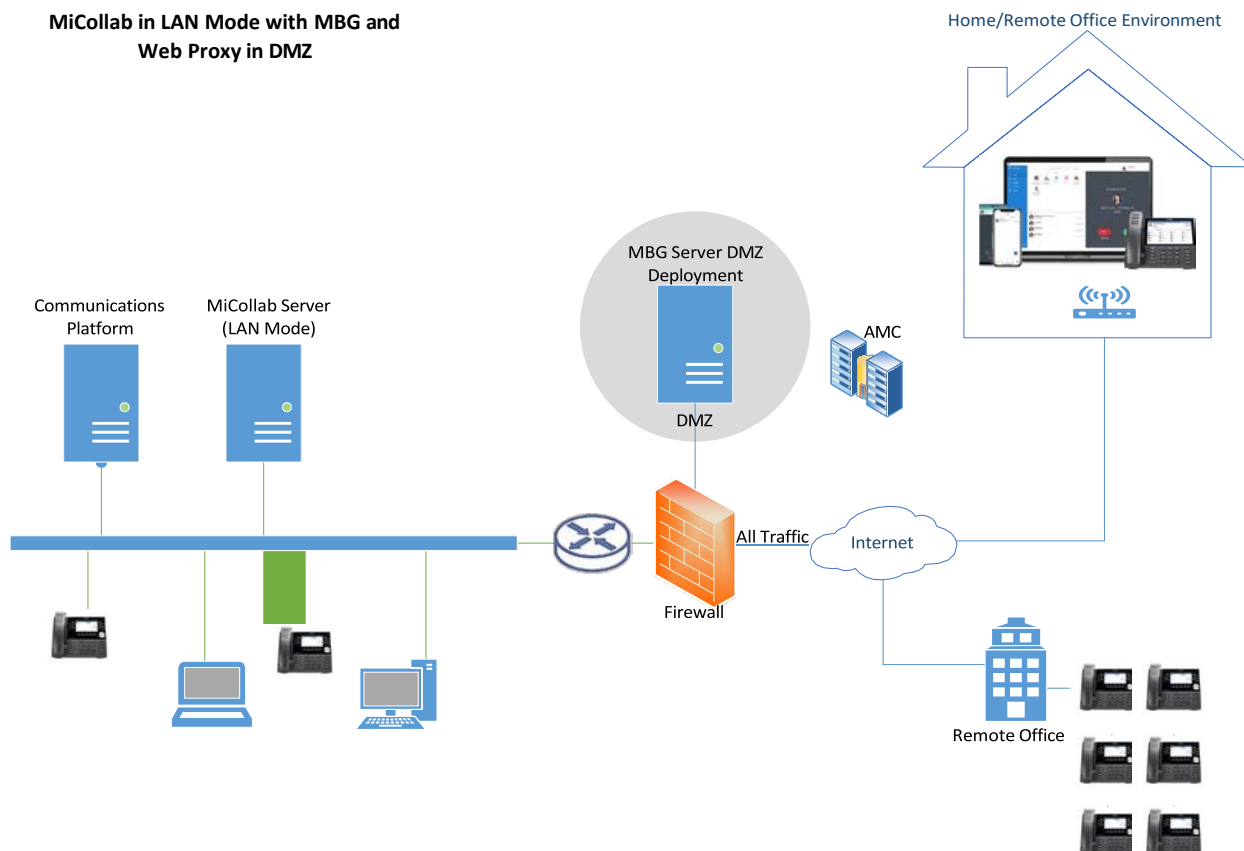 MiCollab in LAN Mode with MBG and
Web Proxy in DMZ
Home/Remote Office Environment
MBG Server DMZ
Deployment
Communications
Platform
MiCollab Server
(LAN Mode)
AMC
DMZ
All Traffic
Internet
Firewall
Remote Office